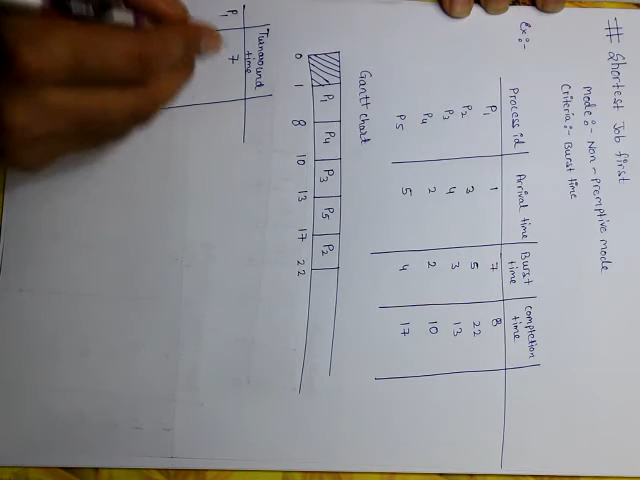 # Shortest Job first
Mode:- Non-premptive mode
Criteria:- Burst time
Ex:-
Process id Arrival time Burst time Completion time
P1 1 7 8
P2 3 5 22
P3 4 3 13
P4 2 2 10
P5 5 4 17
Gantt chart
P1 P4 P3 P5 P2
0 1 8 10 13 17 22
Turnaround time
P1 7